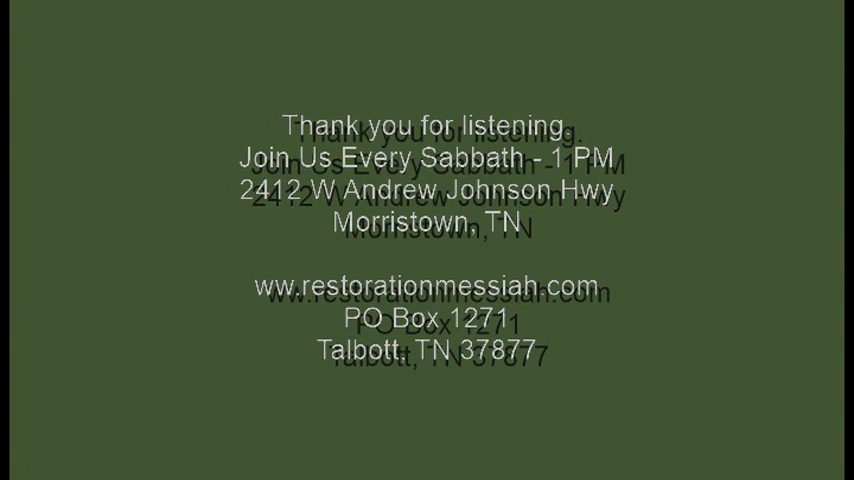 Thank you for listening.
Join Us Every Sabbath - 1 PM
2412 W Andrew Johnson Hwy
Morristown, TN
ww.restorationmessiah.com
PO Box 1271
Talbott, TN 37877